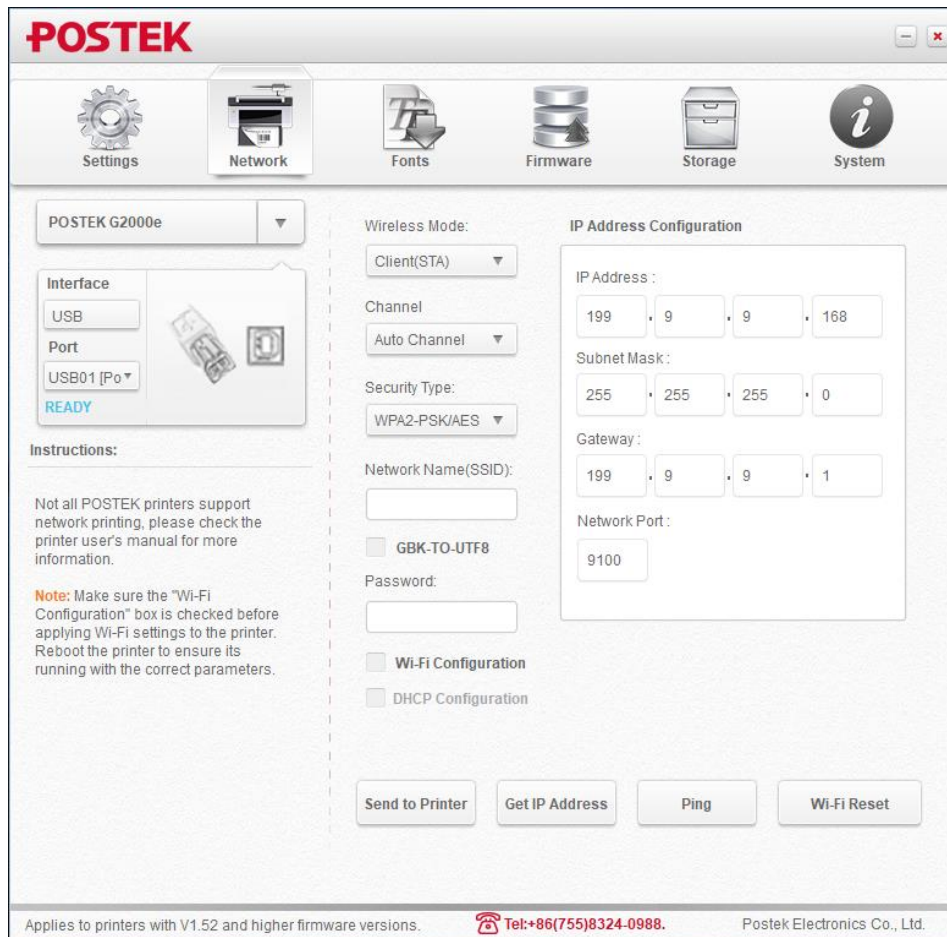 POSTEK
Settings
Network
Fonts
Firmware
Storage
System
POSTEK G2000e
Interface
USB
Port
USB01 [Po
READY
Instructions:
Not all POSTEK printers support
network printing, please check the
printer user's manual for more
information.
Note: Make sure the "Wi-Fi
Configuration" box is checked before
applying Wi-Fi settings to the printer.
Reboot the printer to ensure its
running with the correct parameters.
Wireless Mode:
Client(STA)
Channel
Auto Channel
Security Type:
WPA2-PSK/AES
Network Name(SSID):
GBK-TO-UTF8
Password:
Wi-Fi Configuration
DHCP Configuration
IP Address Configuration
IP Address :
199 . 9 . 9 . 168
Subnet Mask :
255 . 255 . 255 . 0
Gateway :
199 . 9 . 9 . 1
Network Port :
9100
Send to Printer
Get IP Address
Ping
Wi-Fi Reset
Applies to printers with V1.52 and higher firmware versions.
Tel:+86(755)8324-0988.
Postek Electronics Co., Ltd.